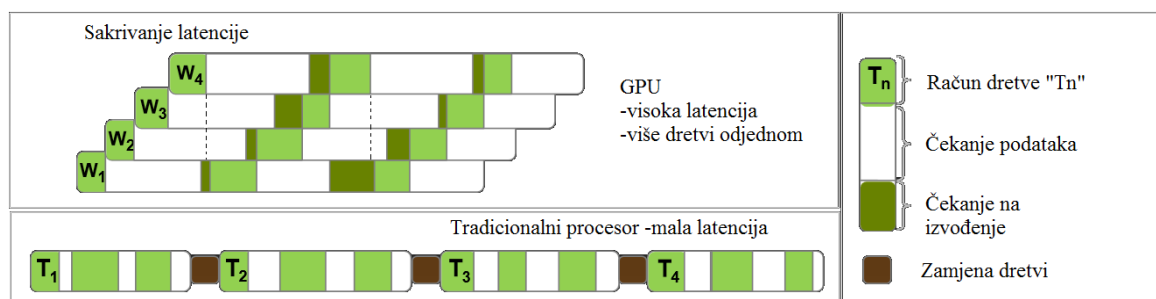 Sakrivanje latencije
W4
W3
W2
W1
GPU
-visoka latencija
-više dretvi odjednom
Tradicionalni procesor -mala latencija
T1 T2 T3 T4
Tn
Račun dretve "Tn"
Čekanje podataka
Čekanje na
izvođenje
Zamjena dretvi